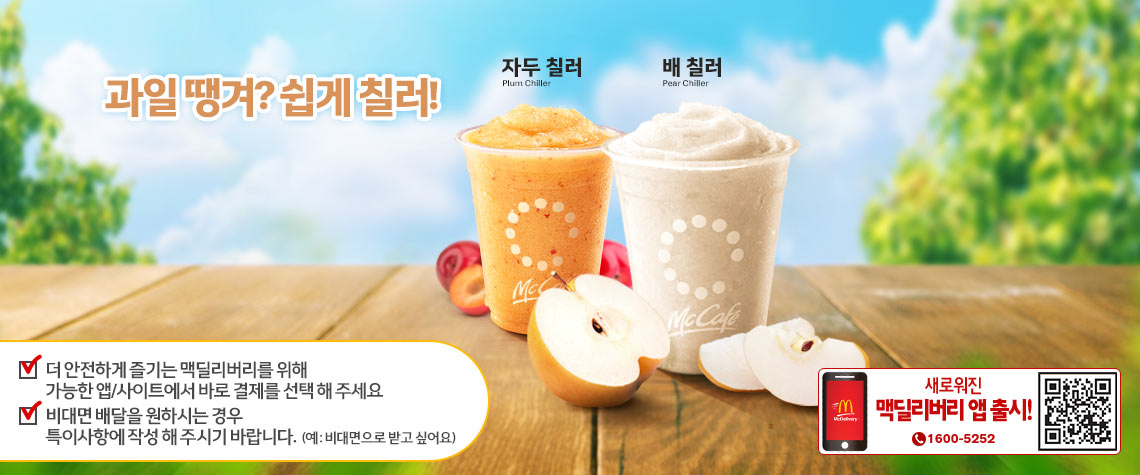 과일 땡겨? 쉽게 칠러!
자두 칠러
Plum Chiller
배 칠러
Pear Chiller
McCafé
McCafé
더 안전하게 즐기는 맥딜리버리를 위해
가능한 앱/사이트에서 바로 결제를 선택 해 주세요
비대면 배달을 원하시는 경우
특이사항에 작성 해 주시기 바랍니다. (예: 비대면으로 받고 싶어요)
McDelivery
새로워진
맥딜리버리 앱 출시!
1600-5252